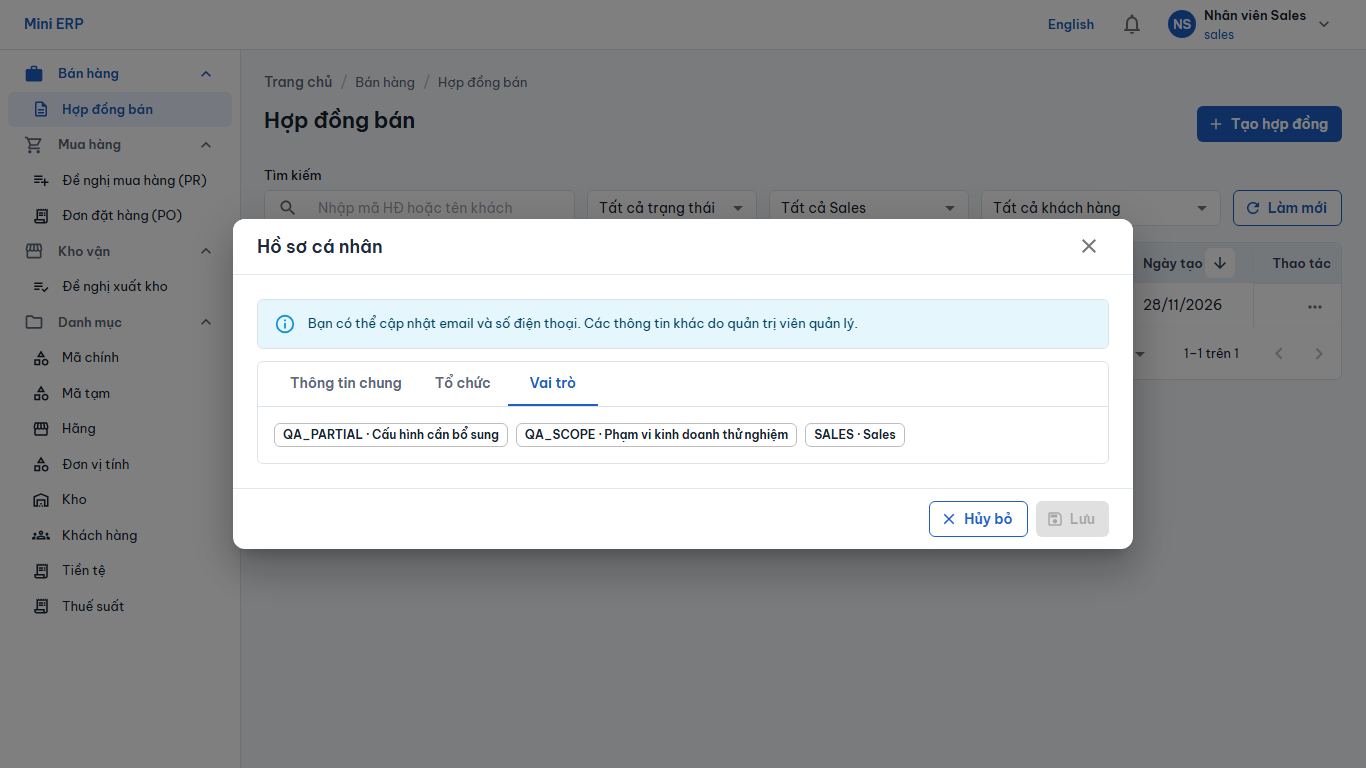 Mini ERP
English
NS
Nhân viên Sales
sales
Bán hàng
Hợp đồng bán
Mua hàng
Đề nghị mua hàng (PR)
Đơn đặt hàng (PO)
Kho vận
Đề nghị xuất kho
Danh mục
Mã chính
Mã tạm
Hãng
Đơn vị tính
Kho
Khách hàng
Tiền tệ
Thuế suất
Trang chủ / Bán hàng / Hợp đồng bán
Hợp đồng bán
Tạo hợp đồng
Tìm kiếm
Nhập mã HĐ hoặc tên khách
Tất cả trạng thái
Tất cả Sales
Tất cả khách hàng
Làm mới
Ngày tạo
Thao tác
28/11/2026
1–1 trên 1
Hồ sơ cá nhân
Bạn có thể cập nhật email và số điện thoại. Các thông tin khác do quản trị viên quản lý.
Thông tin chung
Tổ chức
Vai trò
QA_PARTIAL · Cấu hình cần bổ sung
QA_SCOPE · Phạm vi kinh doanh thử nghiệm
SALES · Sales
Hủy bỏ
Lưu